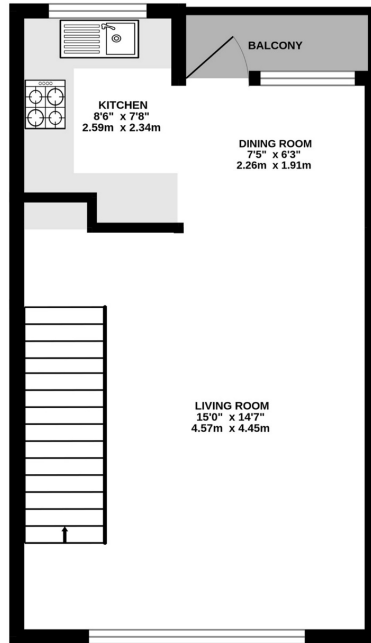 BALCONY
KITCHEN
8'6" x 7'8"
2.59m x 2.34m
DINING ROOM
7'5" x 6'3"
2.26m x 1.91m
LIVING ROOM
15'0" x 14'7"
4.57m x 4.45m